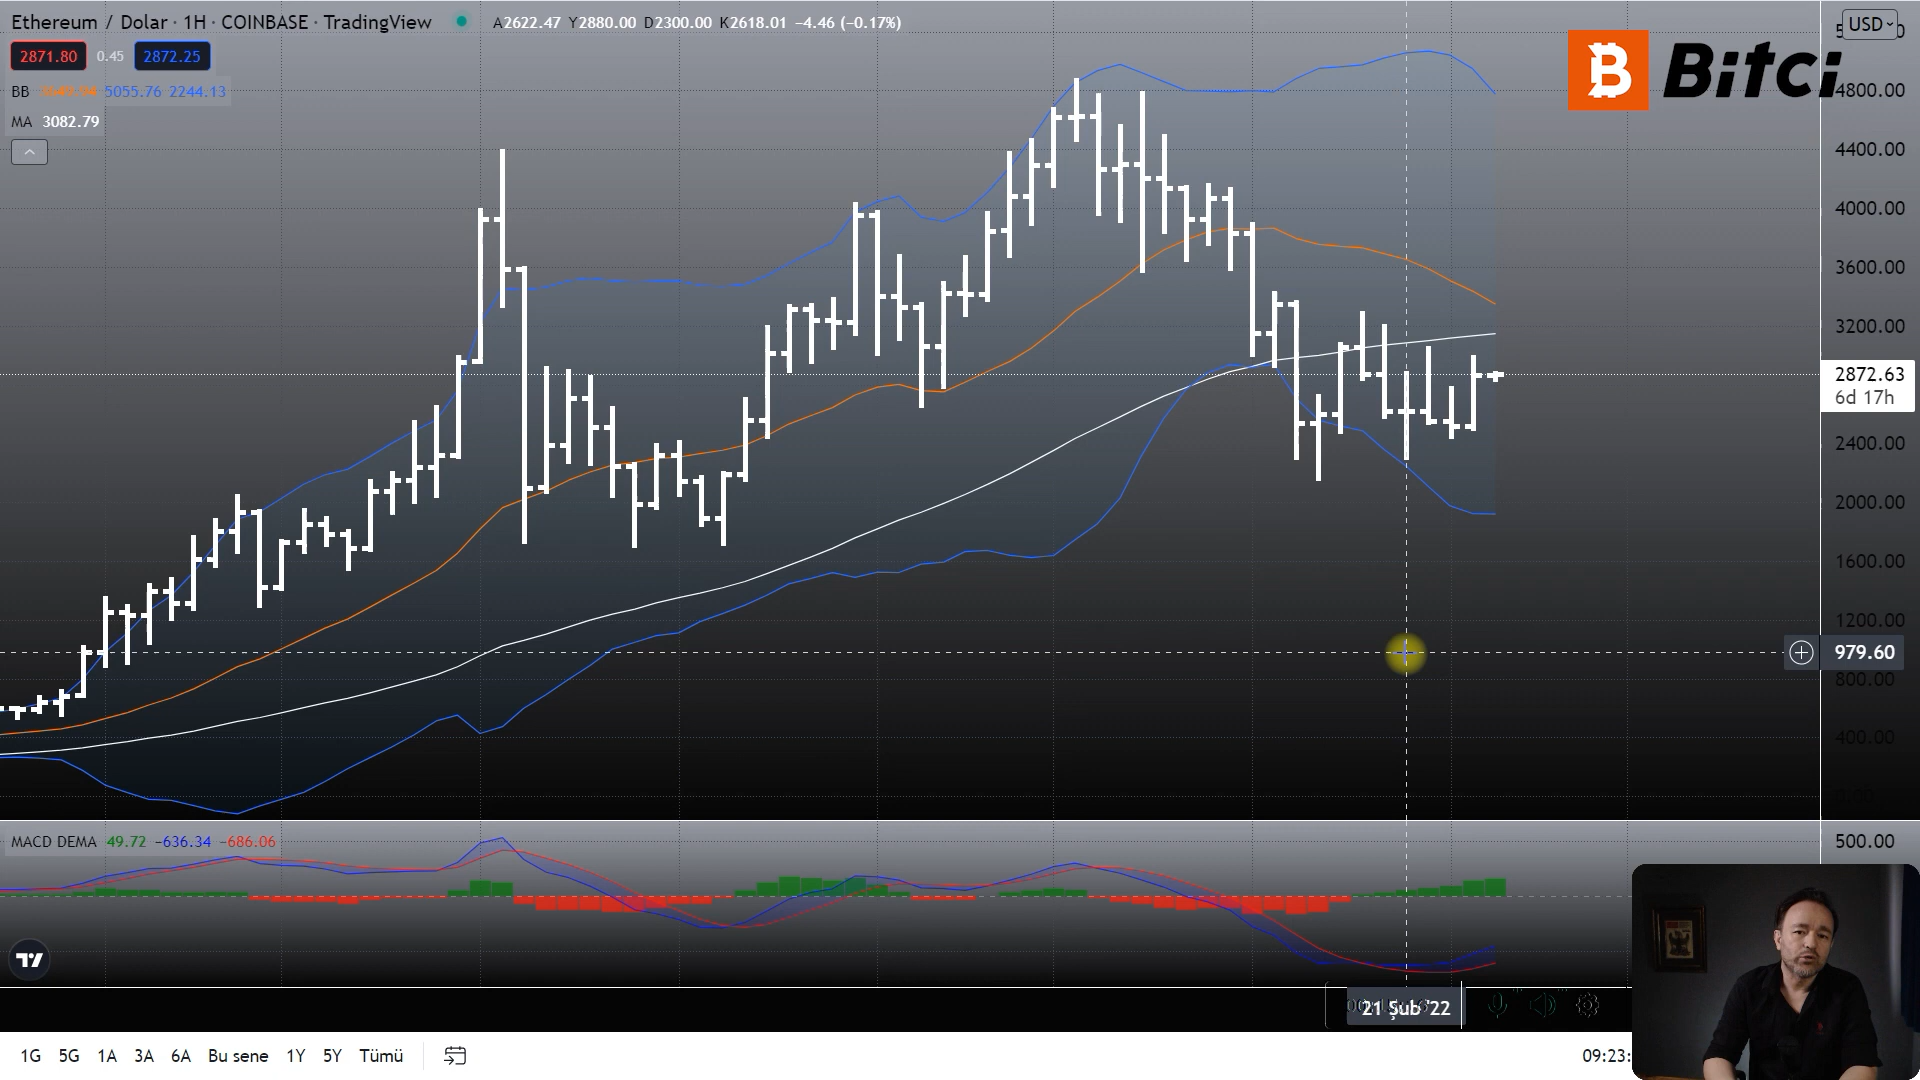 Ethereum / Dolar · 1H · COINBASE · TradingView A2622.47 Y2880.00 D2300.00 K2618.01 −4.46 (−0.17%)
USD
Bitci
2871.80 0.45 2872.25
BB 5055.76 2244.13
MA 3082.79
4800.00
4400.00
4000.00
3600.00
3200.00
2872.63
6d 17h
2400.00
2000.00
1600.00
1200.00
979.60
800.00
400.00
MACD DEMA 49.72 −636.34 −686.06
500.00
21 Şub '22
1G 5G 1A 3A 6A Bu sene 1Y 5Y Tümü
09:23: